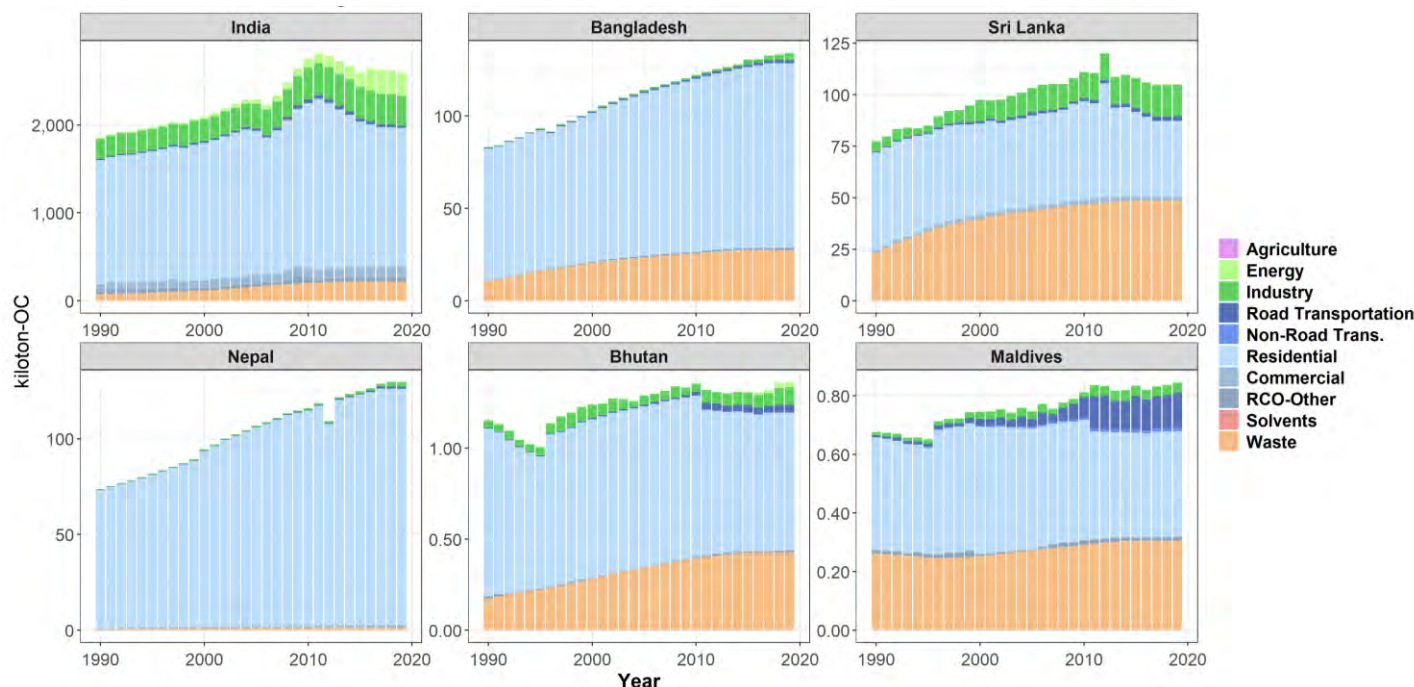 India
Bangladesh
Sri Lanka
2,000
1,000
0
1990 2000 2010 2020
100
50
0
1990 2000 2010 2020
125
100
75
50
25
0
1990 2000 2010 2020
kiloton-OC
Nepal
Bhutan
Maldives
100
50
0
1990 2000 2010 2020
1.00
0.50
0.00
1990 2000 2010 2020
0.80
0.60
0.40
0.20
0.00
1990 2000 2010 2020
Year
Agriculture
Energy
Industry
Road Transportation
Non-Road Trans.
Residential
Commercial
RCO-Other
Solvents
Waste